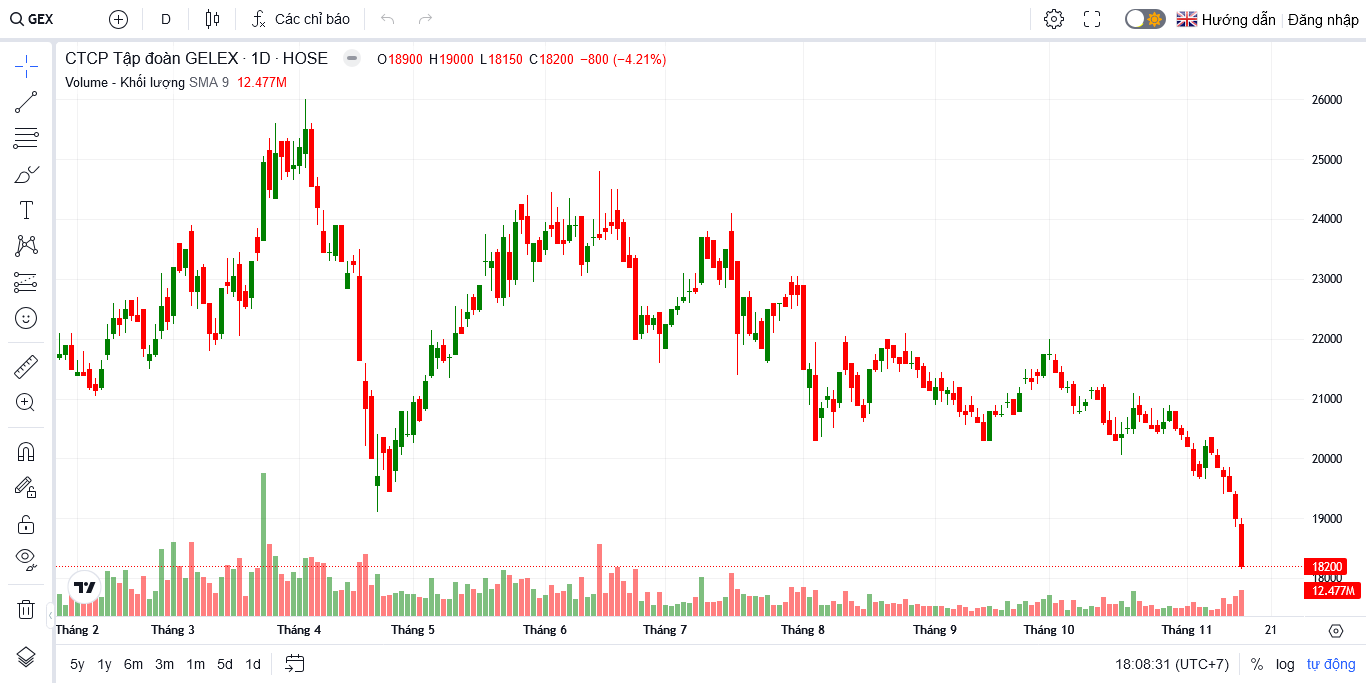 GEX D Các chỉ báo Hướng dẫn Đăng nhập
CTCP Tập đoàn GELEX · 1D · HOSE O18900 H19000 L18150 C18200 −800 (−4.21%)
Volume - Khối lượng SMA 9 12.477M
26000
25000
24000
23000
22000
21000
20000
19000
18200
18000
12.477M
Tháng 2 Tháng 3 Tháng 4 Tháng 5 Tháng 6 Tháng 7 Tháng 8 Tháng 9 Tháng 10 Tháng 11 21
5y 1y 6m 3m 1m 5d 1d 18:08:31 (UTC+7) % log tự động